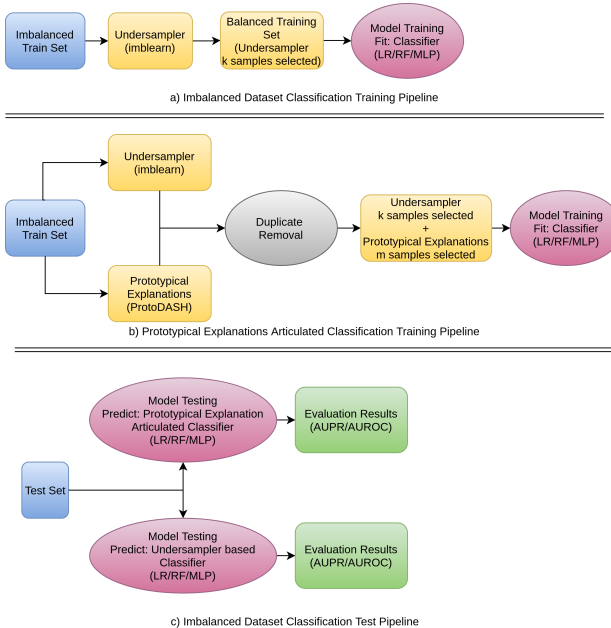 Imbalanced
Train Set
Undersampler
(imblearn)
Balanced Training
Set
(Undersampler
k samples selected)
Model Training
Fit: Classifier
(LR/RF/MLP)
a) Imbalanced Dataset Classification Training Pipeline
Undersampler
(imblearn)
Imbalanced
Train Set
Prototypical
Explanations
(ProtoDASH)
Duplicate
Removal
Undersampler
k samples selected
+
Prototypical Explanations
m samples selected
Model Training
Fit: Classifier
(LR/RF/MLP)
b) Prototypical Explanations Articulated Classification Training Pipeline
Model Testing
Predict: Prototypical Explanation
Articulated Classifier
(LR/RF/MLP)
Evaluation Results
(AUPR/AUROC)
Test Set
Model Testing
Predict: Undersampler based
Classifier
(LR/RF/MLP)
Evaluation Results
(AUPR/AUROC)
c) Imbalanced Dataset Classification Test Pipeline